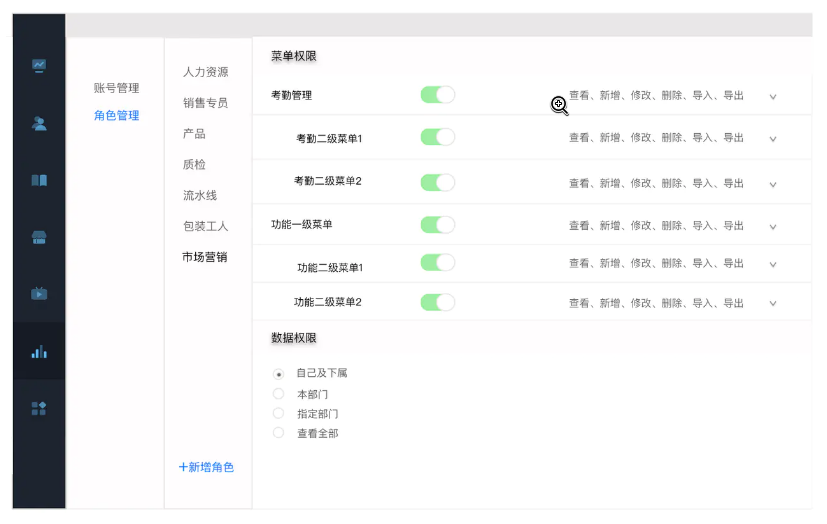 账号管理
角色管理
人力资源
销售专员
产品
质检
流水线
包装工人
市场营销
+新增角色
菜单权限
考勤管理 查看、新增、修改、删除、导入、导出
考勤二级菜单1 查看、新增、修改、删除、导入、导出
考勤二级菜单2 查看、新增、修改、删除、导入、导出
功能一级菜单 查看、新增、修改、删除、导入、导出
功能二级菜单1 查看、新增、修改、删除、导入、导出
功能二级菜单2 查看、新增、修改、删除、导入、导出
数据权限
自己及下属
本部门
指定部门
查看全部